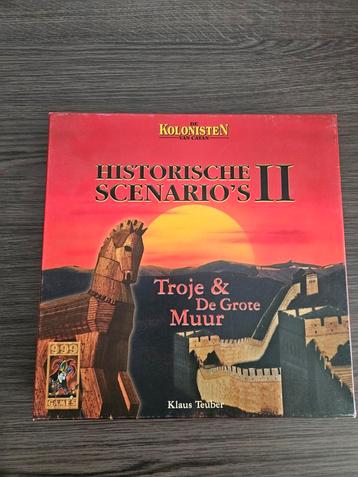 DE
KOLONISTEN
VAN CATAN
HISTORISCHE
SCENARIO'S II
Troje &
De Grote
Muur
999
GAMES
Klaus Teuber